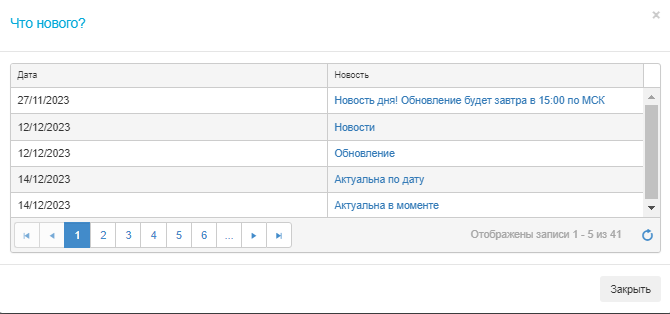 Что нового?
×
Дата Новость
27/11/2023 Новость дня! Обновление будет завтра в 15:00 по МСК
12/12/2023 Новости
12/12/2023 Обновление
14/12/2023 Актуальна по дату
14/12/2023 Актуальна в моменте
1 2 3 4 5 6 ... Отображены записи 1 - 5 из 41
Закрыть